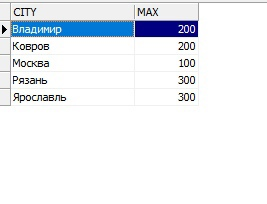 CITY MAX
Владимир 200
Ковров 200
Москва 100
Рязань 300
Ярославль 300